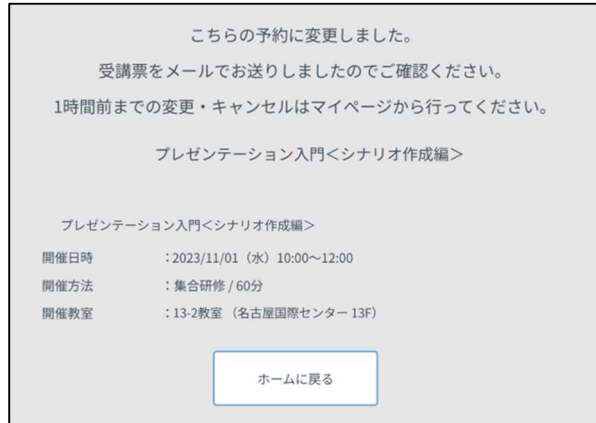 こちらの予約に変更しました。
受講票をメールでお送りしましたのでご確認ください。
1時間前までの変更・キャンセルはマイページから行ってください。
プレゼンテーション入門＜シナリオ作成編＞
プレゼンテーション入門＜シナリオ作成編＞
開催日時 ：2023/11/01（水）10:00～12:00
開催方法 ：集合研修 / 60分
開催教室 ：13-2教室 （名古屋国際センター 13F）
ホームに戻る